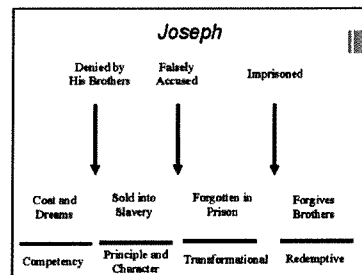 Joseph
Denied by
His Brothers
Falsely
Accused
Imprisoned
Cost and
Dreams
Sold into
Slavery
Forgotten in
Prison
Forgives
Brothers
Competency
Principle and
Character
Transformational
Redemptive